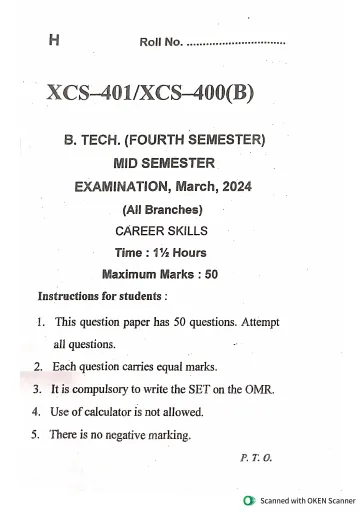 H
Roll No. ..............................
XCS–401/XCS–400(B)
B. TECH. (FOURTH SEMESTER)
MID SEMESTER
EXAMINATION, March, 2024
(All Branches)
CAREER SKILLS
Time : 1½ Hours
Maximum Marks : 50
Instructions for students :
1. This question paper has 50 questions. Attempt
all questions.
2. Each question carries equal marks.
3. It is compulsory to write the SET on the OMR.
4. Use of calculator is not allowed.
5. There is no negative marking.
P. T. O.
Scanned with OKEN Scanner